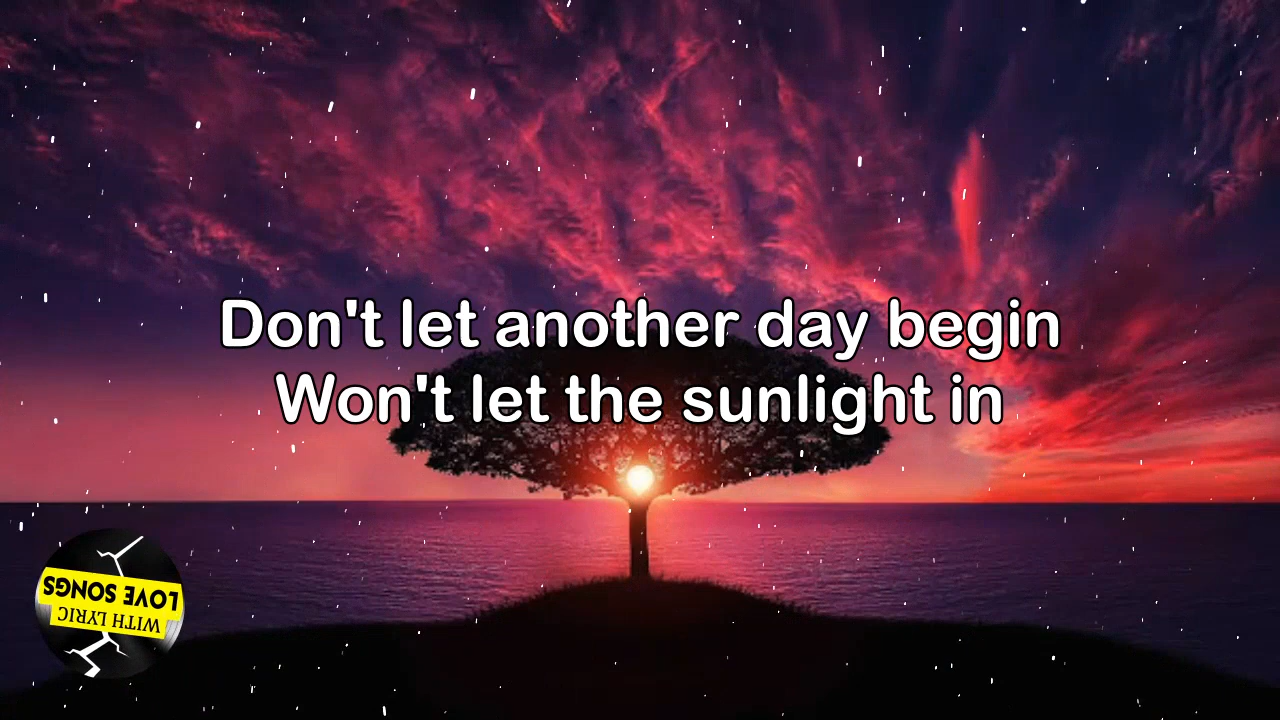 Don't let another day begin
Won't let the sunlight in
LOVE SONGS
WITH LYRIC